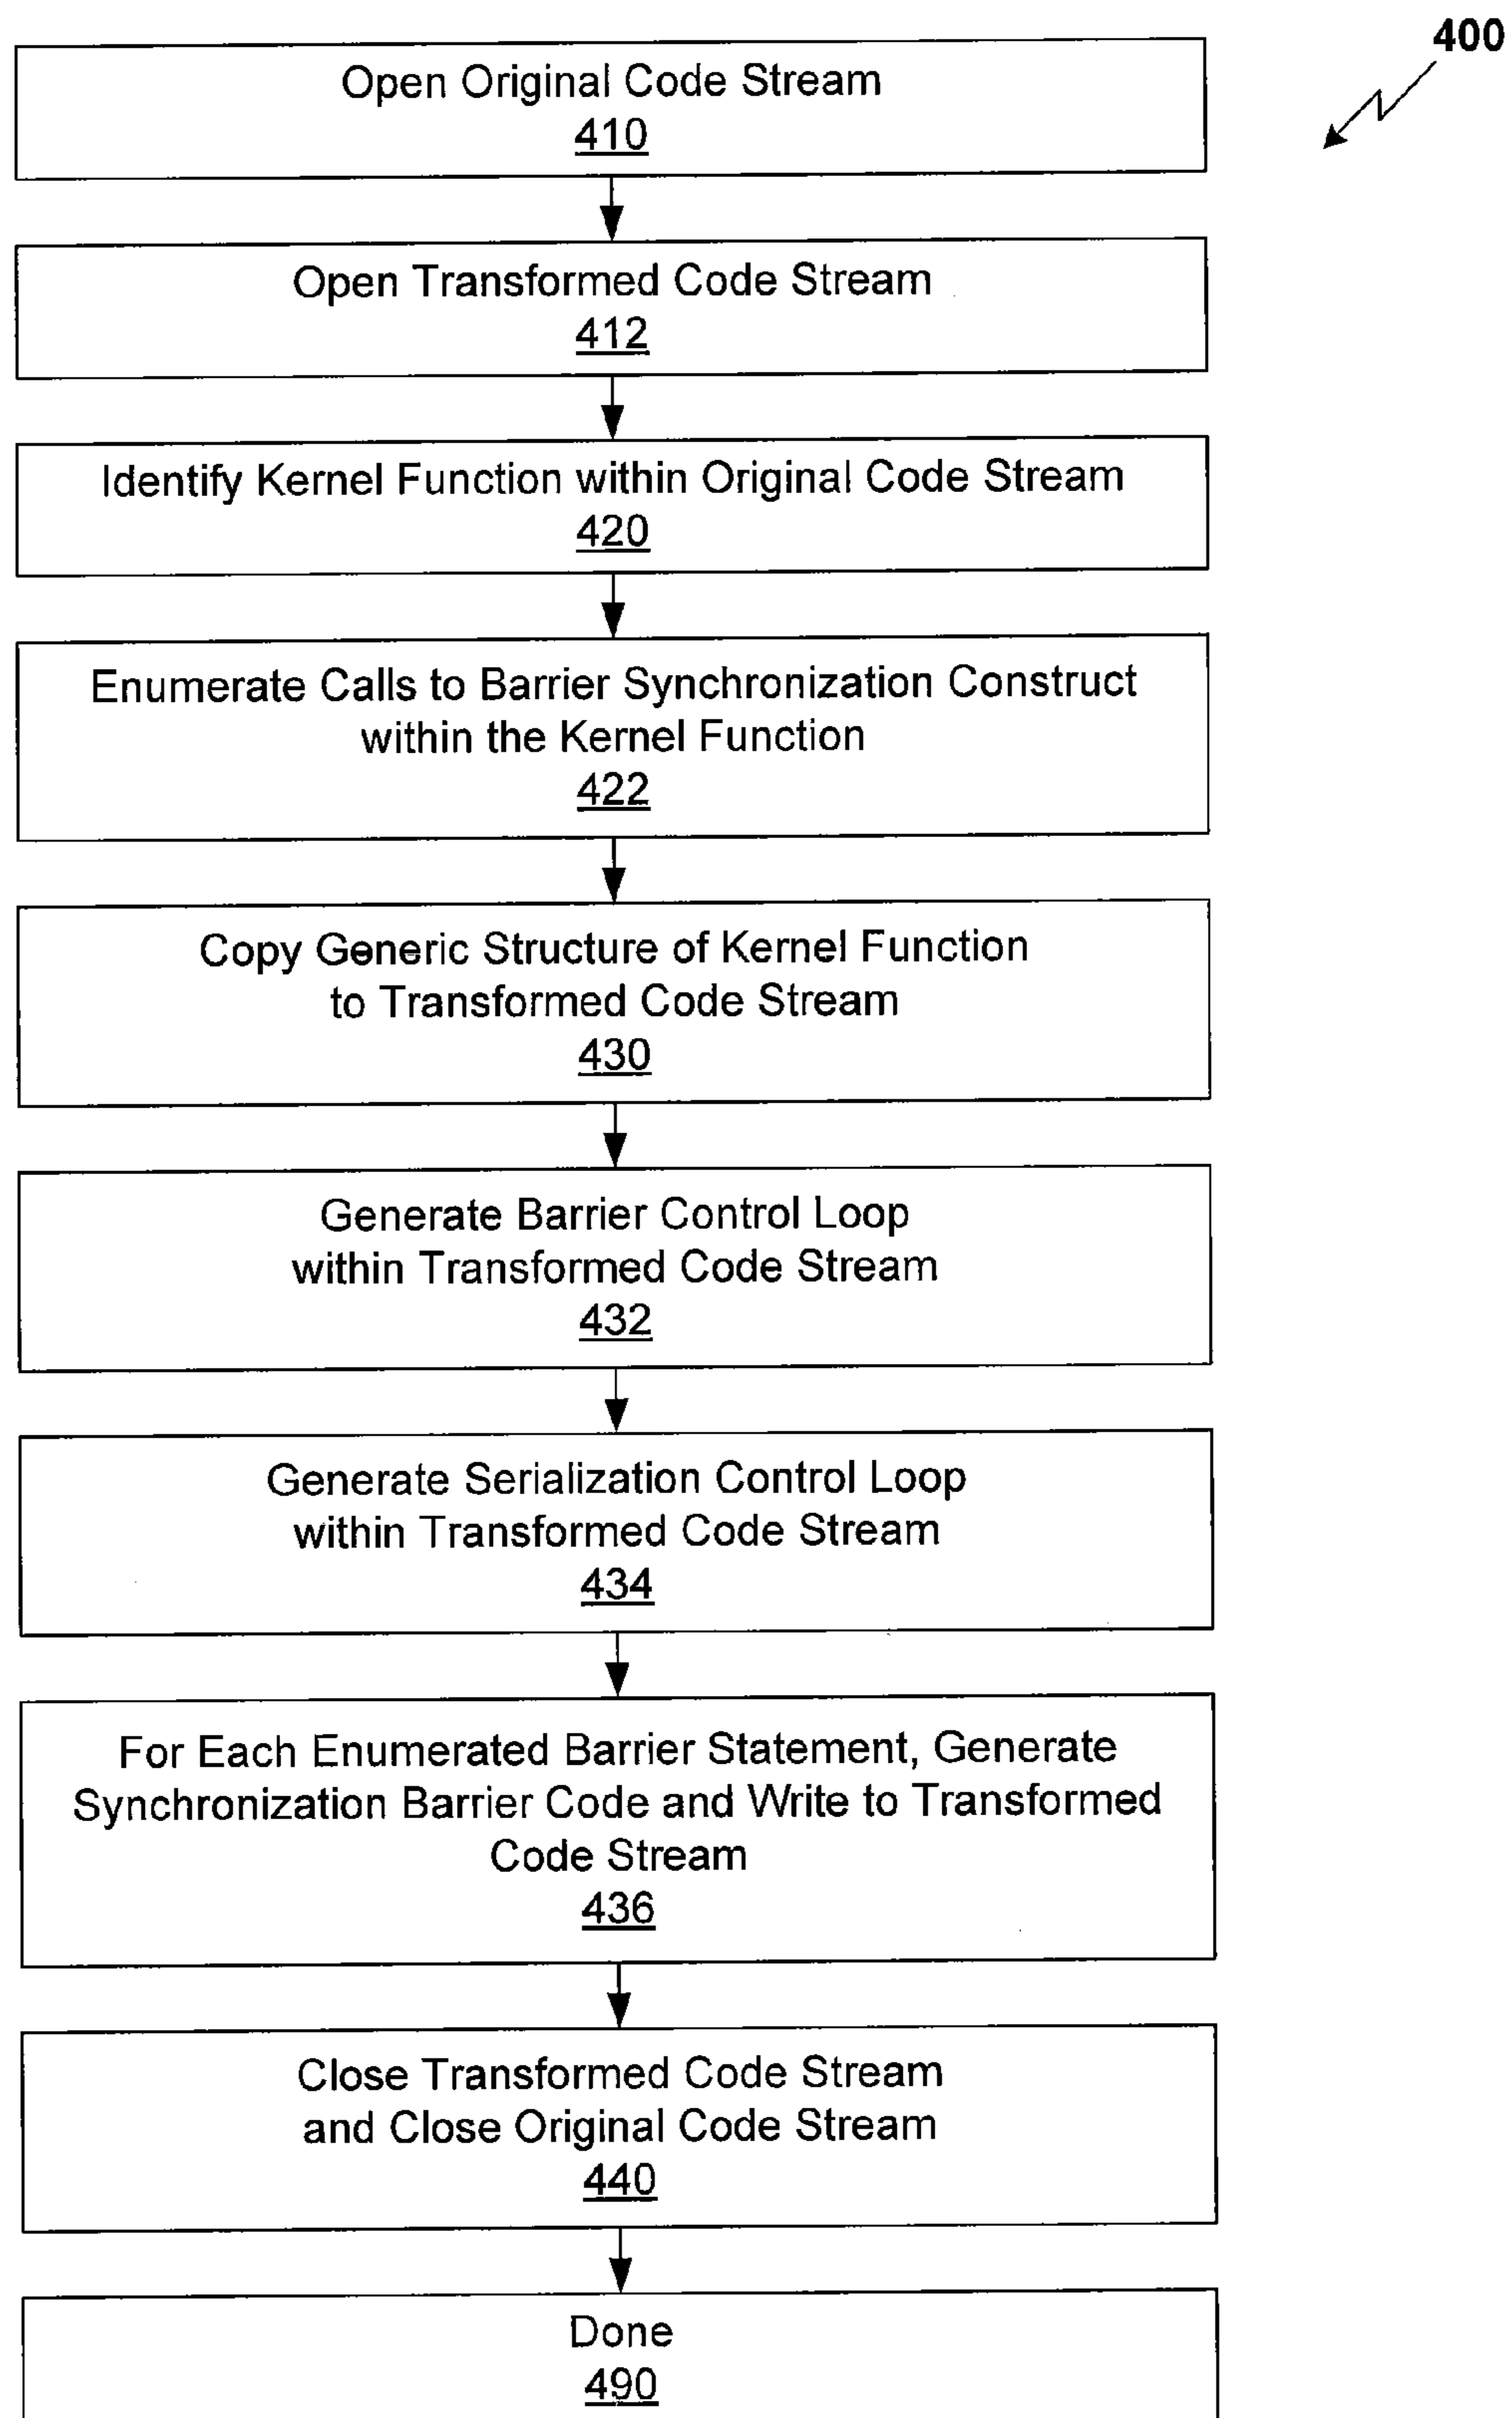 400
Open Original Code Stream
410
Open Transformed Code Stream
412
Identify Kernel Function within Original Code Stream
420
Enumerate Calls to Barrier Synchronization Construct
within the Kernel Function
422
Copy Generic Structure of Kernel Function
to Transformed Code Stream
430
Generate Barrier Control Loop
within Transformed Code Stream
432
Generate Serialization Control Loop
within Transformed Code Stream
434
For Each Enumerated Barrier Statement, Generate
Synchronization Barrier Code and Write to Transformed
Code Stream
436
Close Transformed Code Stream
and Close Original Code Stream
440
Done
490